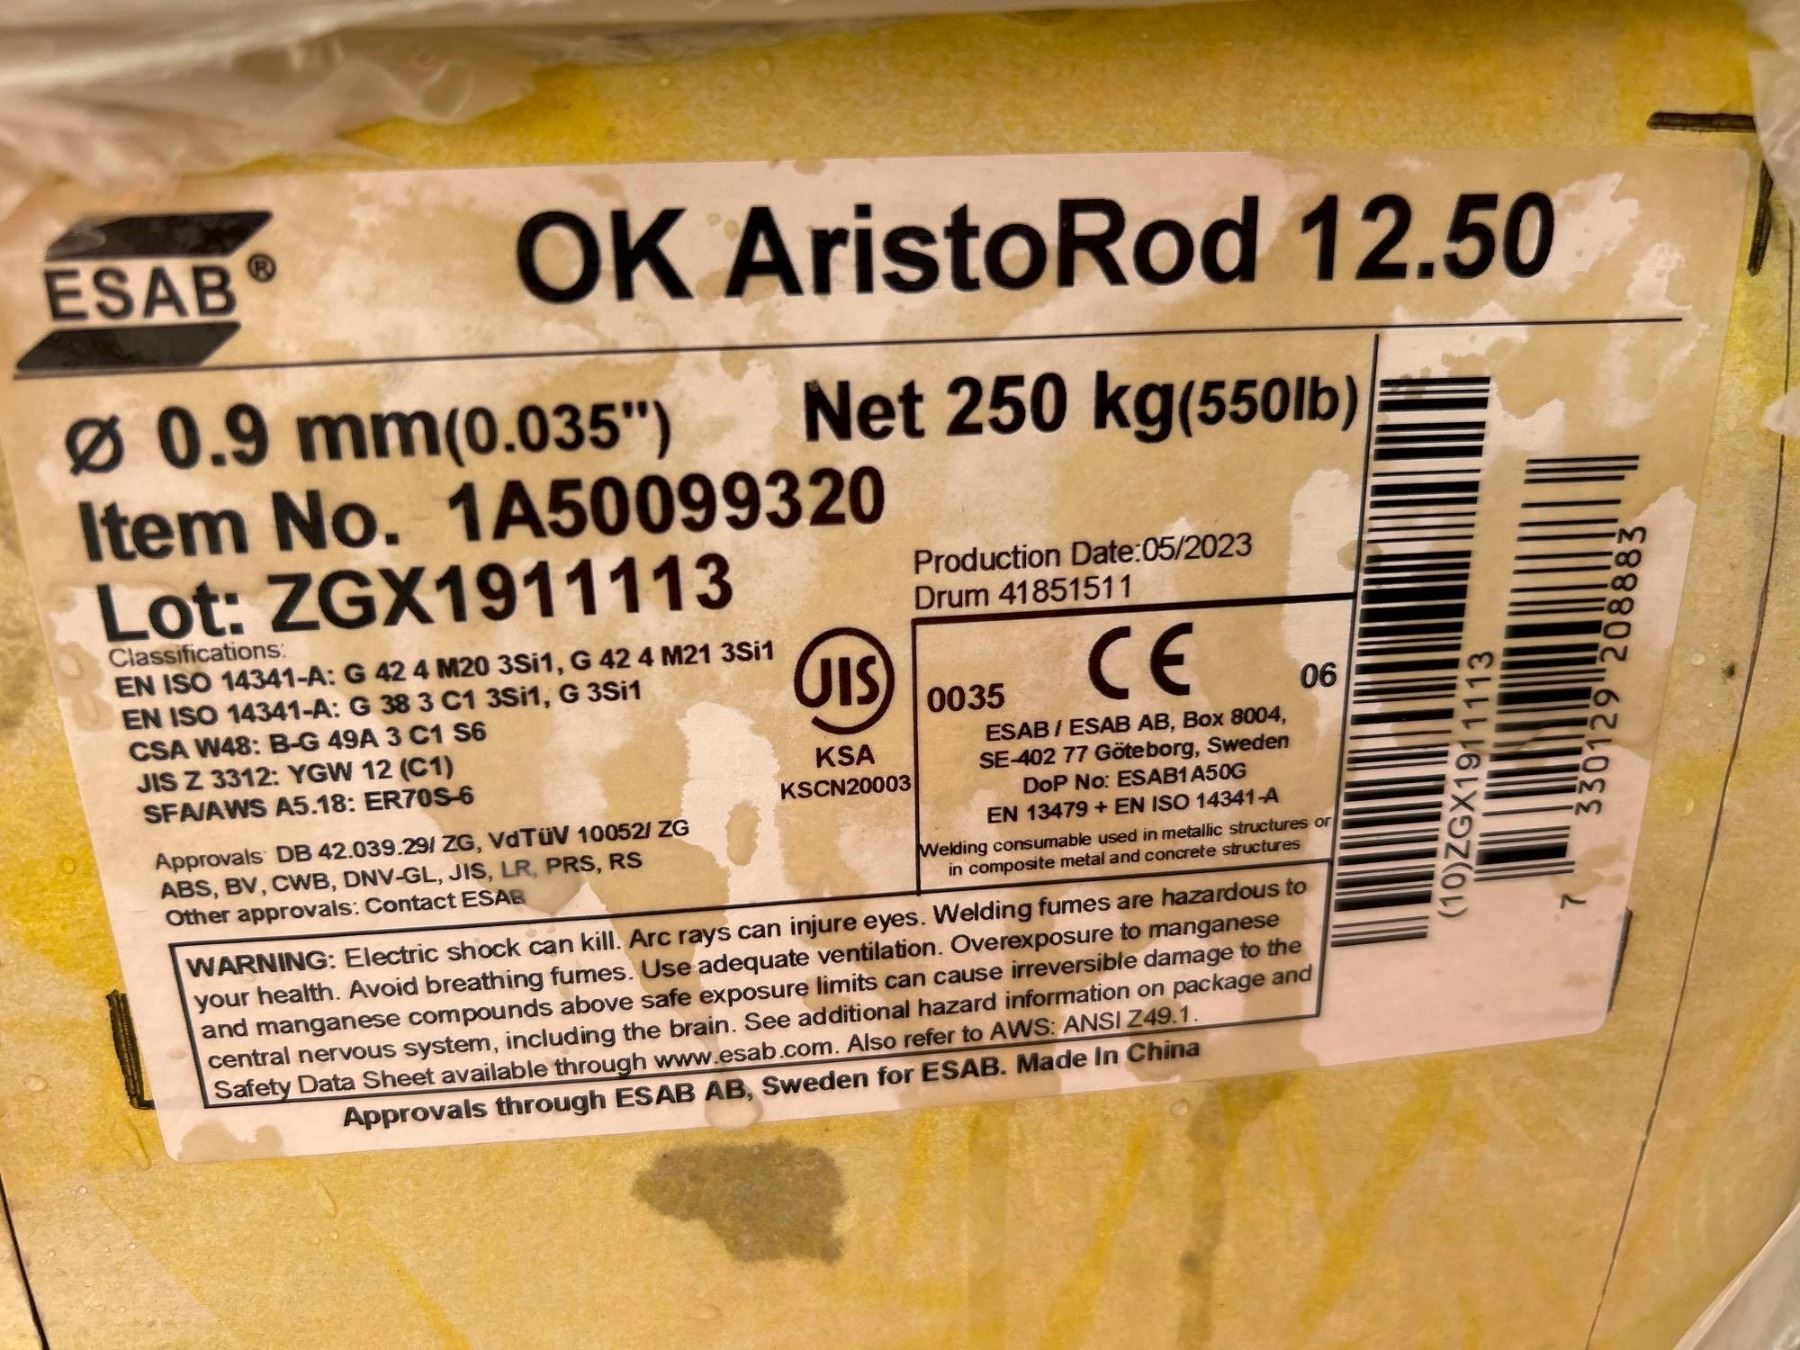 ESAB®
OK AristoRod 12.50
Ø 0.9 mm(0.035")
Net 250 kg(550lb)
Item No. 1A50099320
Lot: ZGX1911113
Production Date:05/2023
Drum 41851511
Classifications:
EN ISO 14341-A: G 42 4 M20 3Si1, G 42 4 M21 3Si1
EN ISO 14341-A: G 38 3 C1 3Si1, G 3Si1
CSA W48: B-G 49A 3 C1 S6
JIS Z 3312: YGW 12 (C1)
SFA/AWS A5.18: ER70S-6
JIS
KSA
KSCN20003
CE
0035
06
ESAB / ESAB AB, Box 8004,
SE-402 77 Göteborg, Sweden
DoP No: ESAB1A50G
EN 13479 + EN ISO 14341-A
Welding consumable used in metallic structures or
in composite metal and concrete structures
Approvals: DB 42.039.29/ ZG, VdTüV 10052/ ZG
ABS, BV, CWB, DNV-GL, JIS, LR, PRS, RS
Other approvals: Contact ESAB
WARNING: Electric shock can kill. Arc rays can injure eyes. Welding fumes are hazardous to
your health. Avoid breathing fumes. Use adequate ventilation. Overexposure to manganese
and manganese compounds above safe exposure limits can cause irreversible damage to the
central nervous system, including the brain. See additional hazard information on package and
Safety Data Sheet available through www.esab.com. Also refer to AWS: ANSI Z49.1.
Approvals through ESAB AB, Sweden for ESAB. Made In China
(10)ZGX1911113
7 330129 208883